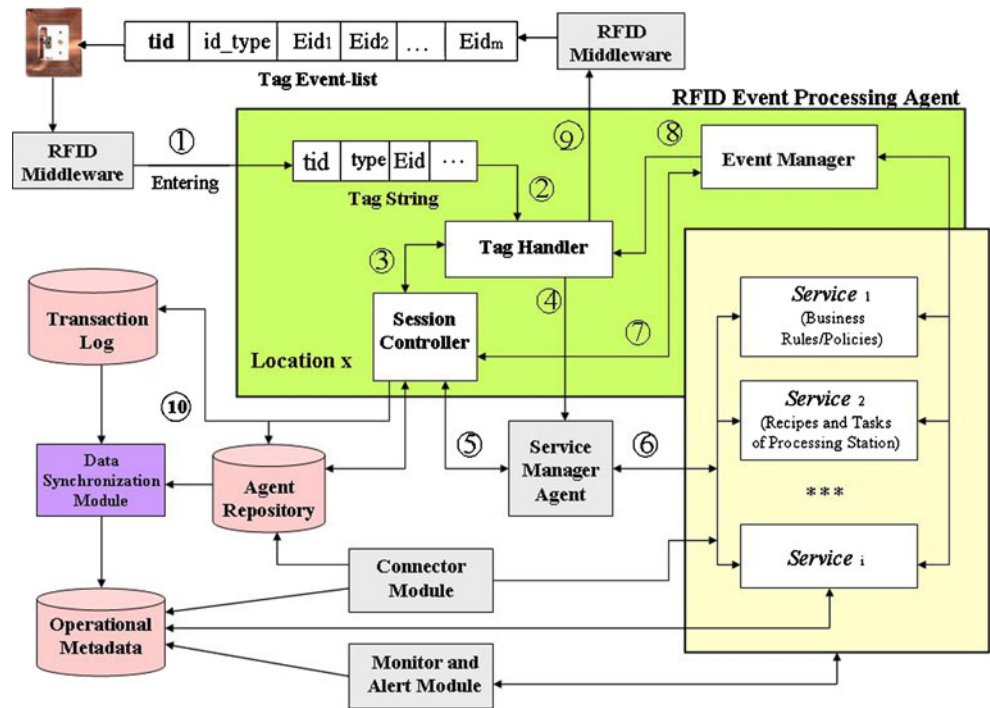 tid id_type Eid1 Eid2 ... Eidm
Tag Event-list
RFID
Middleware
RFID Event Processing Agent
RFID
Middleware
①
Entering
tid type Eid ...
Tag String
②
⑨
⑧
Event Manager
Tag Handler
③
④
Session
Controller
⑦
Location x
Transaction
Log
⑩
Service 1
(Business
Rules/Policies)
Service 2
(Recipes and Tasks
of Processing Station)
***
Service i
⑤
Service
Manager
Agent
⑥
Data
Synchronization
Module
Agent
Repository
Connector
Module
Operational
Metadata
Monitor and
Alert Module